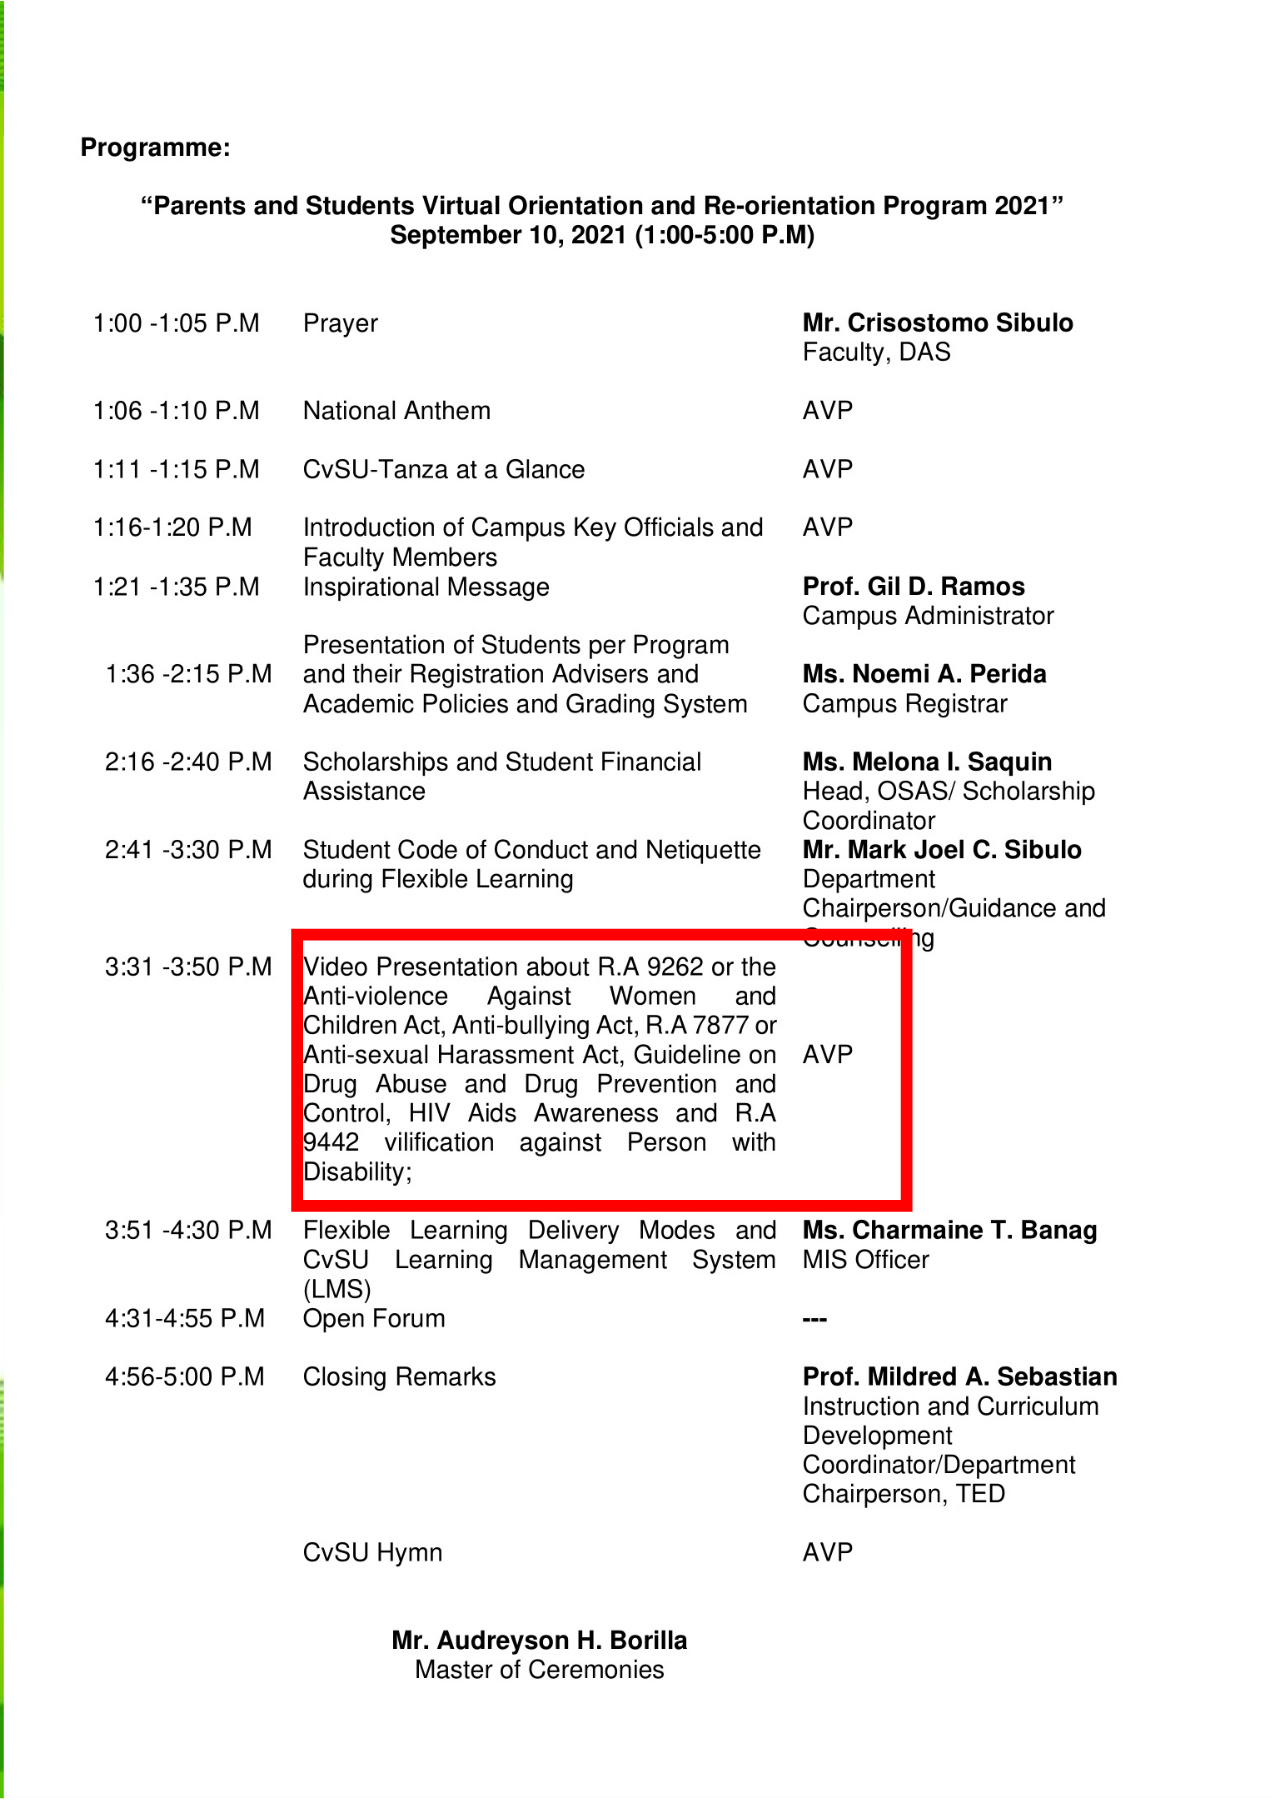 Programme:
“Parents and Students Virtual Orientation and Re-orientation Program 2021”
September 10, 2021 (1:00-5:00 P.M)
1:00 -1:05 P.M Prayer Mr. Crisostomo Sibulo
Faculty, DAS
1:06 -1:10 P.M National Anthem AVP
1:11 -1:15 P.M CvSU-Tanza at a Glance AVP
1:16-1:20 P.M Introduction of Campus Key Officials and AVP
Faculty Members
1:21 -1:35 P.M Inspirational Message Prof. Gil D. Ramos
Campus Administrator
Presentation of Students per Program
1:36 -2:15 P.M and their Registration Advisers and Ms. Noemi A. Perida
Academic Policies and Grading System Campus Registrar
2:16 -2:40 P.M Scholarships and Student Financial Ms. Melona I. Saquin
Assistance Head, OSAS/ Scholarship
Coordinator
2:41 -3:30 P.M Student Code of Conduct and Netiquette Mr. Mark Joel C. Sibulo
during Flexible Learning Department
Chairperson/Guidance and
Counselling
3:31 -3:50 P.M Video Presentation about R.A 9262 or the
Anti-violence Against Women and
Children Act, Anti-bullying Act, R.A 7877 or
Anti-sexual Harassment Act, Guideline on AVP
Drug Abuse and Drug Prevention and
Control, HIV Aids Awareness and R.A
9442 vilification against Person with
Disability;
3:51 -4:30 P.M Flexible Learning Delivery Modes and Ms. Charmaine T. Banag
CvSU Learning Management System MIS Officer
(LMS)
4:31-4:55 P.M Open Forum ---
4:56-5:00 P.M Closing Remarks Prof. Mildred A. Sebastian
Instruction and Curriculum
Development
Coordinator/Department
Chairperson, TED
CvSU Hymn AVP
Mr. Audreyson H. Borilla
Master of Ceremonies